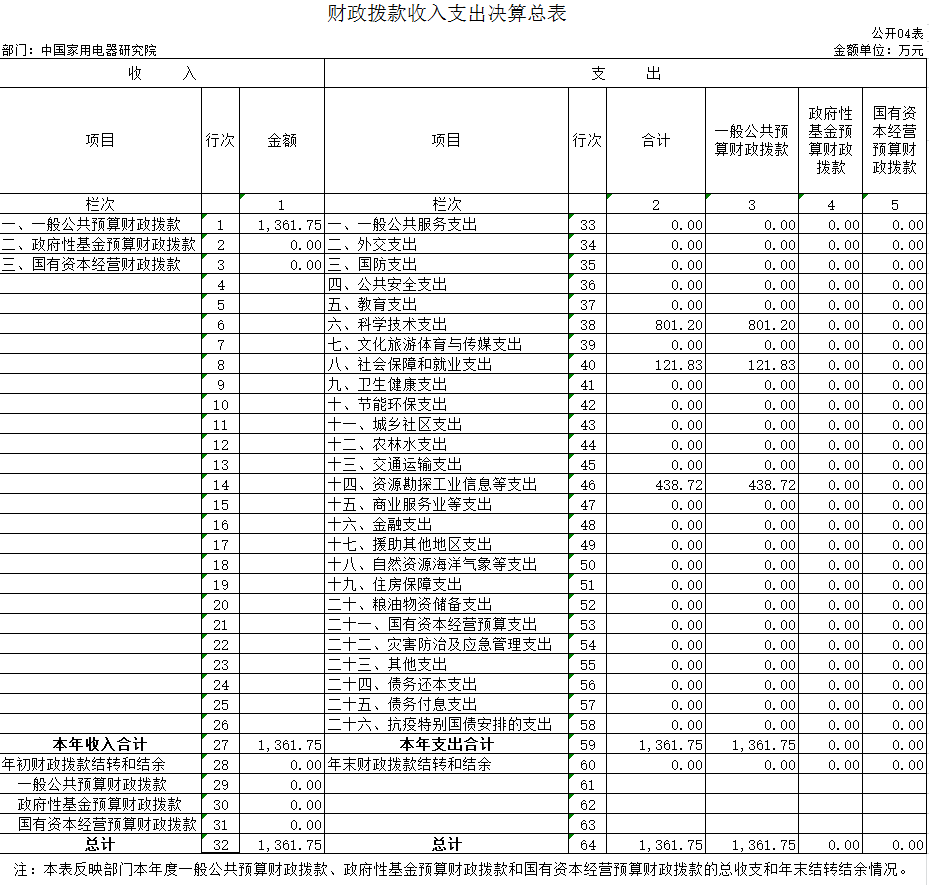 财政拨款收入支出决算总表
公开04表
部门：中国家用电器研究院 金额单位：万元
收 入 支 出
项目 行次 金额 项目 行次 合计 一般公共预算财政拨款 政府性基金预算财政拨款 国有资本经营预算财政拨款
栏次 1 栏次 2 3 4 5
一、一般公共预算财政拨款 1 1,361.75 一、一般公共服务支出 33 0.00 0.00 0.00 0.00
二、政府性基金预算财政拨款 2 0.00 二、外交支出 34 0.00 0.00 0.00 0.00
三、国有资本经营财政拨款 3 0.00 三、国防支出 35 0.00 0.00 0.00 0.00
4 四、公共安全支出 36 0.00 0.00 0.00 0.00
5 五、教育支出 37 0.00 0.00 0.00 0.00
6 六、科学技术支出 38 801.20 801.20 0.00 0.00
7 七、文化旅游体育与传媒支出 39 0.00 0.00 0.00 0.00
8 八、社会保障和就业支出 40 121.83 121.83 0.00 0.00
9 九、卫生健康支出 41 0.00 0.00 0.00 0.00
10 十、节能环保支出 42 0.00 0.00 0.00 0.00
11 十一、城乡社区支出 43 0.00 0.00 0.00 0.00
12 十二、农林水支出 44 0.00 0.00 0.00 0.00
13 十三、交通运输支出 45 0.00 0.00 0.00 0.00
14 十四、资源勘探工业信息等支出 46 438.72 438.72 0.00 0.00
15 十五、商业服务业等支出 47 0.00 0.00 0.00 0.00
16 十六、金融支出 48 0.00 0.00 0.00 0.00
17 十七、援助其他地区支出 49 0.00 0.00 0.00 0.00
18 十八、自然资源海洋气象等支出 50 0.00 0.00 0.00 0.00
19 十九、住房保障支出 51 0.00 0.00 0.00 0.00
20 二十、粮油物资储备支出 52 0.00 0.00 0.00 0.00
21 二十一、国有资本经营预算支出 53 0.00 0.00 0.00 0.00
22 二十二、灾害防治及应急管理支出 54 0.00 0.00 0.00 0.00
23 二十三、其他支出 55 0.00 0.00 0.00 0.00
24 二十四、债务还本支出 56 0.00 0.00 0.00 0.00
25 二十五、债务付息支出 57 0.00 0.00 0.00 0.00
26 二十六、抗疫特别国债安排的支出 58 0.00 0.00 0.00 0.00
本年收入合计 27 1,361.75 本年支出合计 59 1,361.75 1,361.75 0.00 0.00
年初财政拨款结转和结余 28 0.00 年末财政拨款结转和结余 60 0.00 0.00 0.00 0.00
一般公共预算财政拨款 29 0.00 61
政府性基金预算财政拨款 30 0.00 62
国有资本经营预算财政拨款 31 0.00 63
总计 32 1,361.75 总计 64 1,361.75 1,361.75 0.00 0.00
注：本表反映部门本年度一般公共预算财政拨款、政府性基金预算财政拨款和国有资本经营预算财政拨款的总收支和年末结转结余情况。